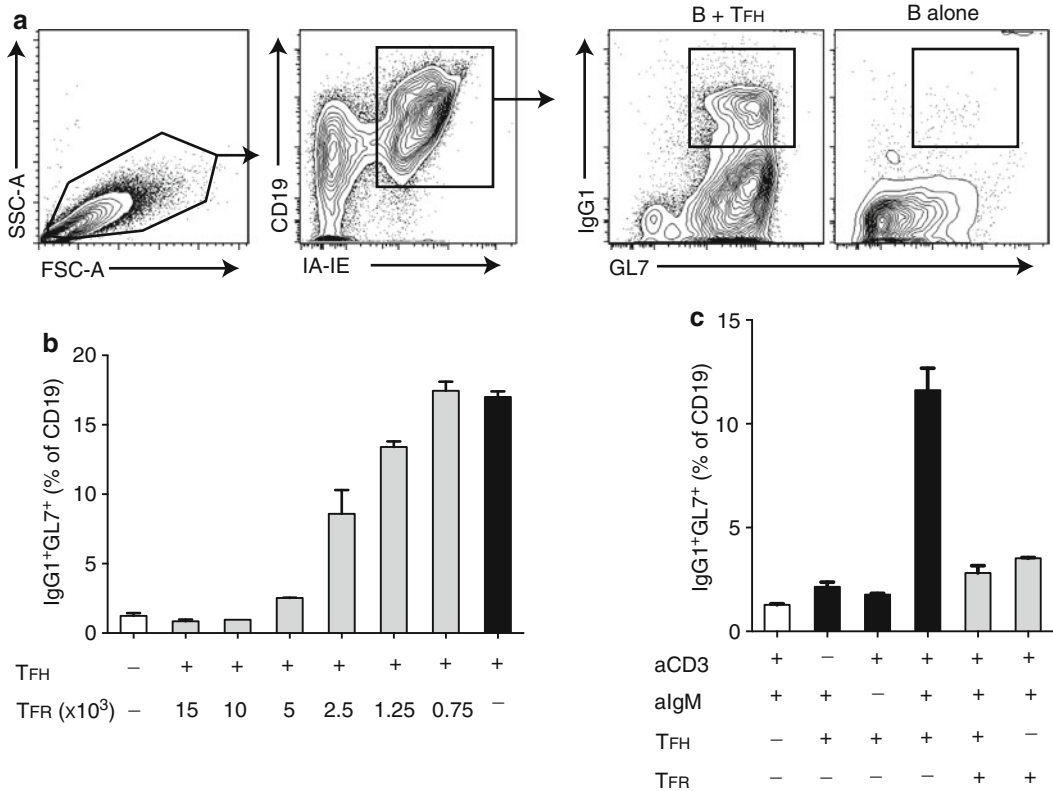 a
B + TFH
B alone
SSC-A
FSC-A
CD19
IA-IE
IgG1
GL7
b
IgG1+GL7+ (% of CD19)
20
15
10
5
0
TFH − + + + + + + +
TFR (x10³) − 15 10 5 2.5 1.25 0.75 −
c
IgG1+GL7+ (% of CD19)
15
10
5
0
aCD3 + − + + + +
aIgM + + − + + +
TFH − + + + + −
TFR − − − − + +